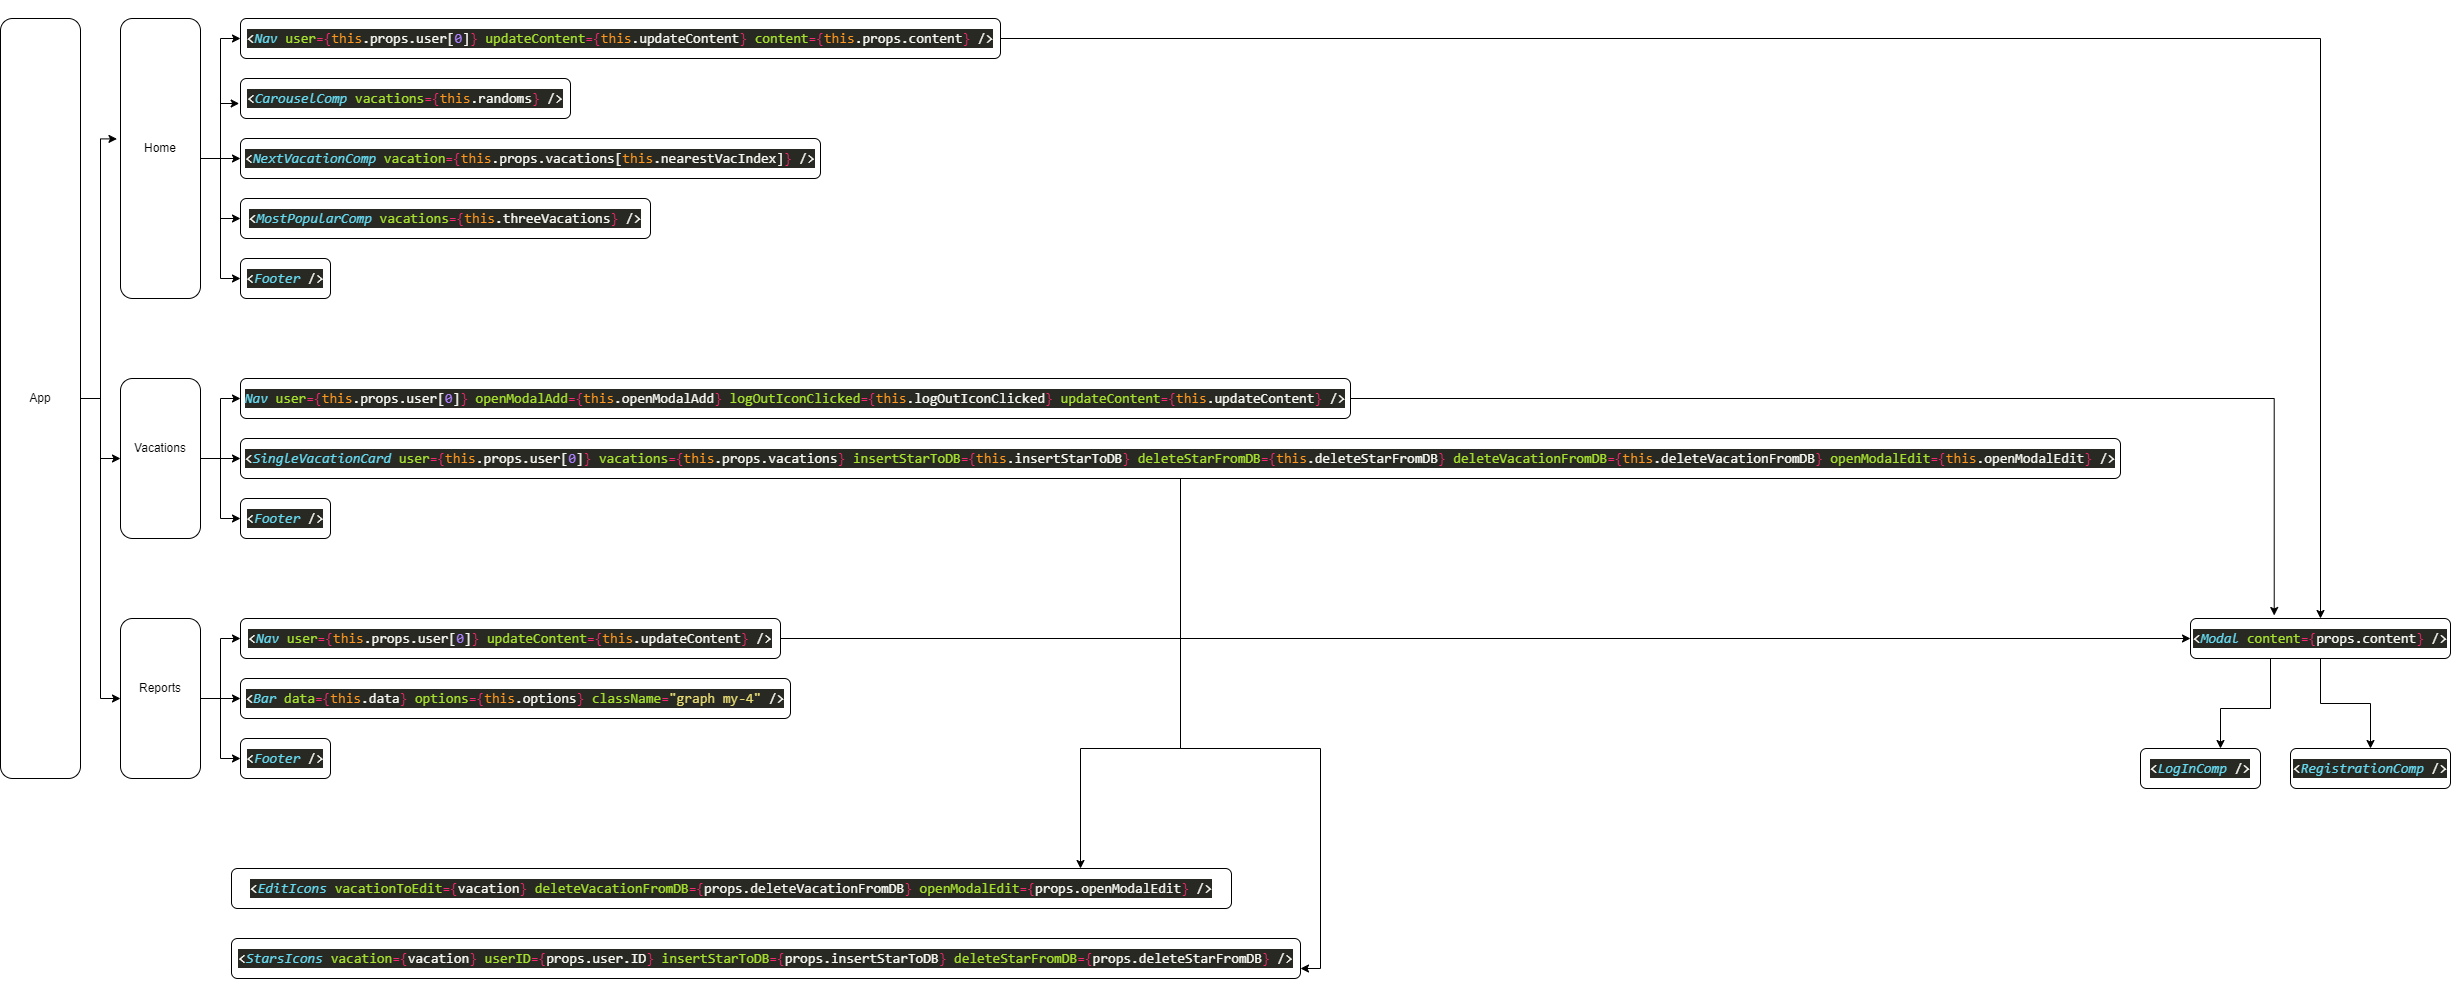 App
Home
<Nav user={this.props.user[0]} updateContent={this.updateContent} content={this.props.content} />
<CarouselComp vacations={this.randoms} />
<NextVacationComp vacation={this.props.vacations[this.nearestVacIndex]} />
<MostPopularComp vacations={this.threeVacations} />
<Footer />
Vacations
Nav user={this.props.user[0]} openModalAdd={this.openModalAdd} logOutIconClicked={this.logOutIconClicked} updateContent={this.updateContent} />
<SingleVacationCard user={this.props.user[0]} vacations={this.props.vacations} insertStarToDB={this.insertStarToDB} deleteStarFromDB={this.deleteStarFromDB} deleteVacationFromDB={this.deleteVacationFromDB} openModalEdit={this.openModalEdit} />
<Footer />
Reports
<Nav user={this.props.user[0]} updateContent={this.updateContent} />
<Bar data={this.data} options={this.options} className="graph my-4" />
<Footer />
<Modal content={props.content} />
<LogInComp />
<RegistrationComp />
<EditIcons vacationToEdit={vacation} deleteVacationFromDB={props.deleteVacationFromDB} openModalEdit={props.openModalEdit} />
<StarsIcons vacation={vacation} userID={props.user.ID} insertStarToDB={props.insertStarToDB} deleteStarFromDB={props.deleteStarFromDB} />